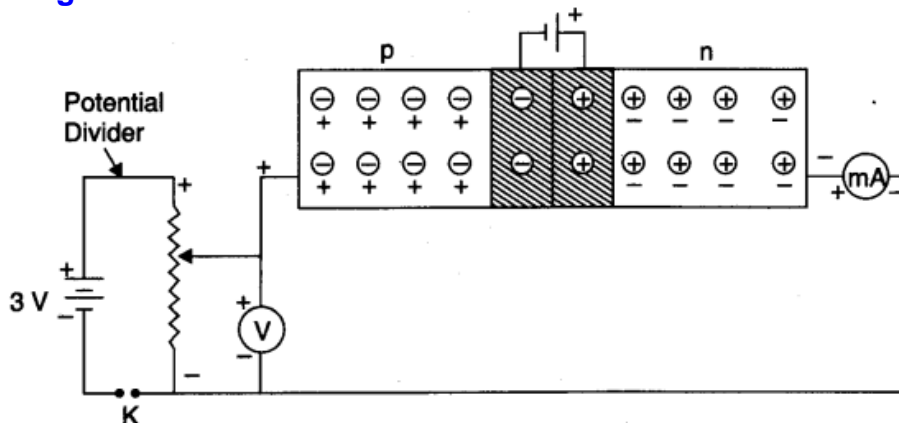 g
+
p
n
Potential
Divider
⊖ ⊖ ⊖ ⊖ ⊖ ⊕ ⊕ ⊕ ⊕ ⊕
+ + + + − − − −
⊖ ⊖ ⊖ ⊖ ⊖ ⊕ ⊕ ⊕ ⊕ ⊕
+ + + + − − − −
+
−
mA
+ −
+
+
3 V
−
+
V
−
−
K